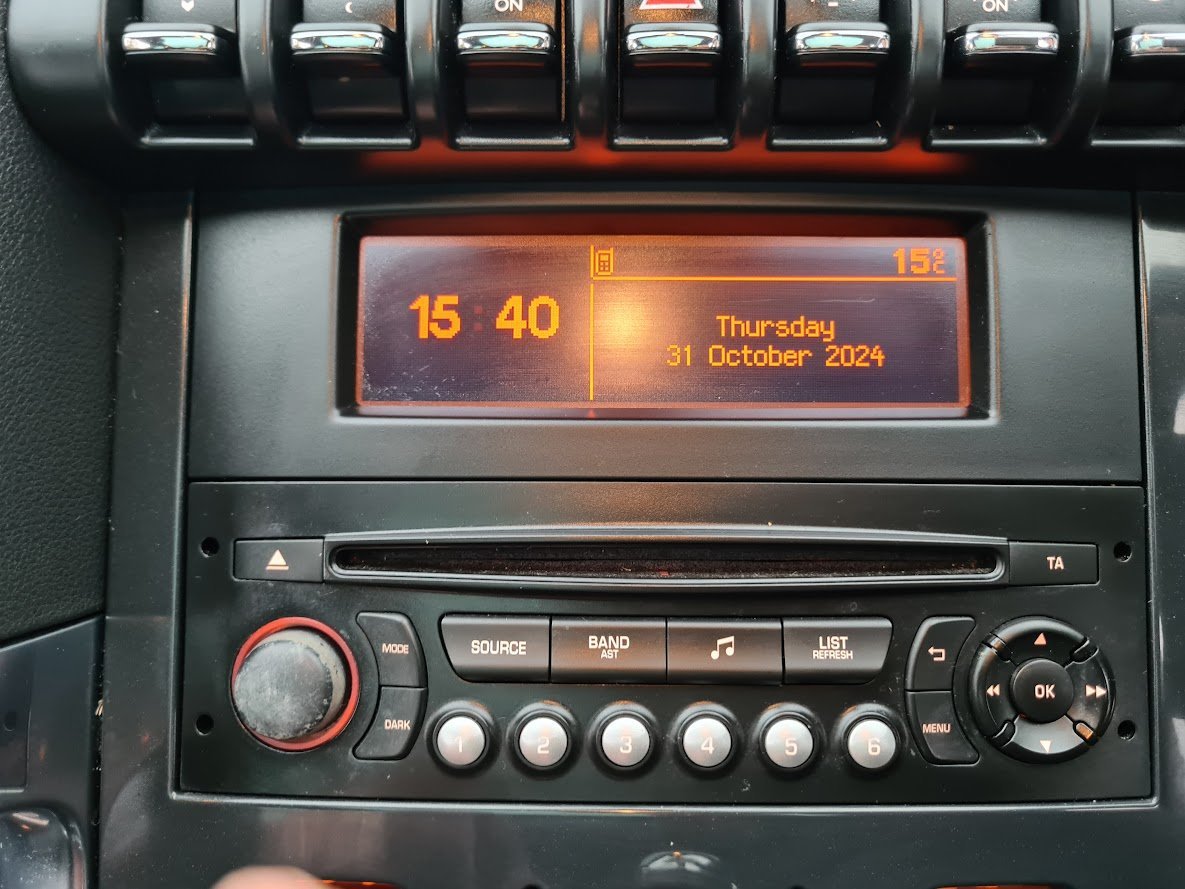 ON
ON
15:40
15°C
Thursday
31 October 2024
TA
MODE
SOURCE
BAND
AST
LIST
REFRESH
DARK
1
2
3
4
5
6
MENU
OK